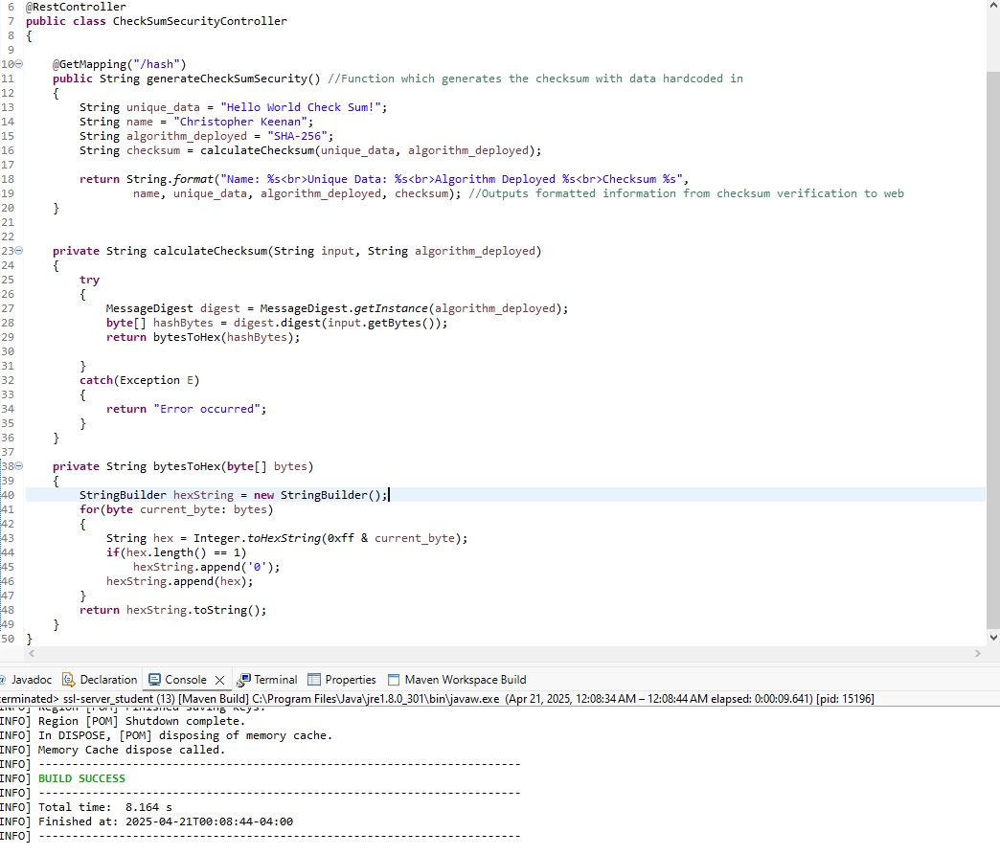 6 @RestController
7 public class CheckSumSecurityController
8 {
9
10 @GetMapping("/hash")
11 public String generateCheckSumSecurity() //Function which generates the checksum with data hardcoded in
12 {
13 String unique_data = "Hello World Check Sum!";
14 String name = "Christopher Keenan";
15 String algorithm_deployed = "SHA-256";
16 String checksum = calculateChecksum(unique_data, algorithm_deployed);
17
18 return String.format("Name: %s<br>Unique Data: %s<br>Algorithm Deployed %s<br>Checksum %s",
19 name, unique_data, algorithm_deployed, checksum); //Outputs formatted information from checksum verification to web
20 }
21
22
23 private String calculateChecksum(String input, String algorithm_deployed)
24 {
25 try
26 {
27 MessageDigest digest = MessageDigest.getInstance(algorithm_deployed);
28 byte[] hashBytes = digest.digest(input.getBytes());
29 return bytesToHex(hashBytes);
30
31 }
32 catch(Exception E)
33 {
34 return "Error occurred";
35 }
36 }
37
38 private String bytesToHex(byte[] bytes)
39 {
40 StringBuilder hexString = new StringBuilder();
41 for(byte current_byte: bytes)
42 {
43 String hex = Integer.toHexString(0xff & current_byte);
44 if(hex.length() == 1)
45 hexString.append('0');
46 hexString.append(hex);
47 }
48 return hexString.toString();
49 }
50 }
@ Javadoc Declaration Console Terminal Properties Maven Workspace Build
terminated> ssl-server_student (13) [Maven Build] C:\Program Files\Java\jre1.8.0_301\bin\javaw.exe (Apr 21, 2025, 12:08:34 AM – 12:08:44 AM elapsed: 0:00:09.641) [pid: 15196]
INFO] Region [POM] Finished saving keys.
INFO] Region [POM] Shutdown complete.
INFO] In DISPOSE, [POM] disposing of memory cache.
INFO] Memory Cache dispose called.
INFO] ------------------------------------------------------------------------
INFO] BUILD SUCCESS
INFO] ------------------------------------------------------------------------
INFO] Total time: 8.164 s
INFO] Finished at: 2025-04-21T00:08:44-04:00
INFO] ------------------------------------------------------------------------